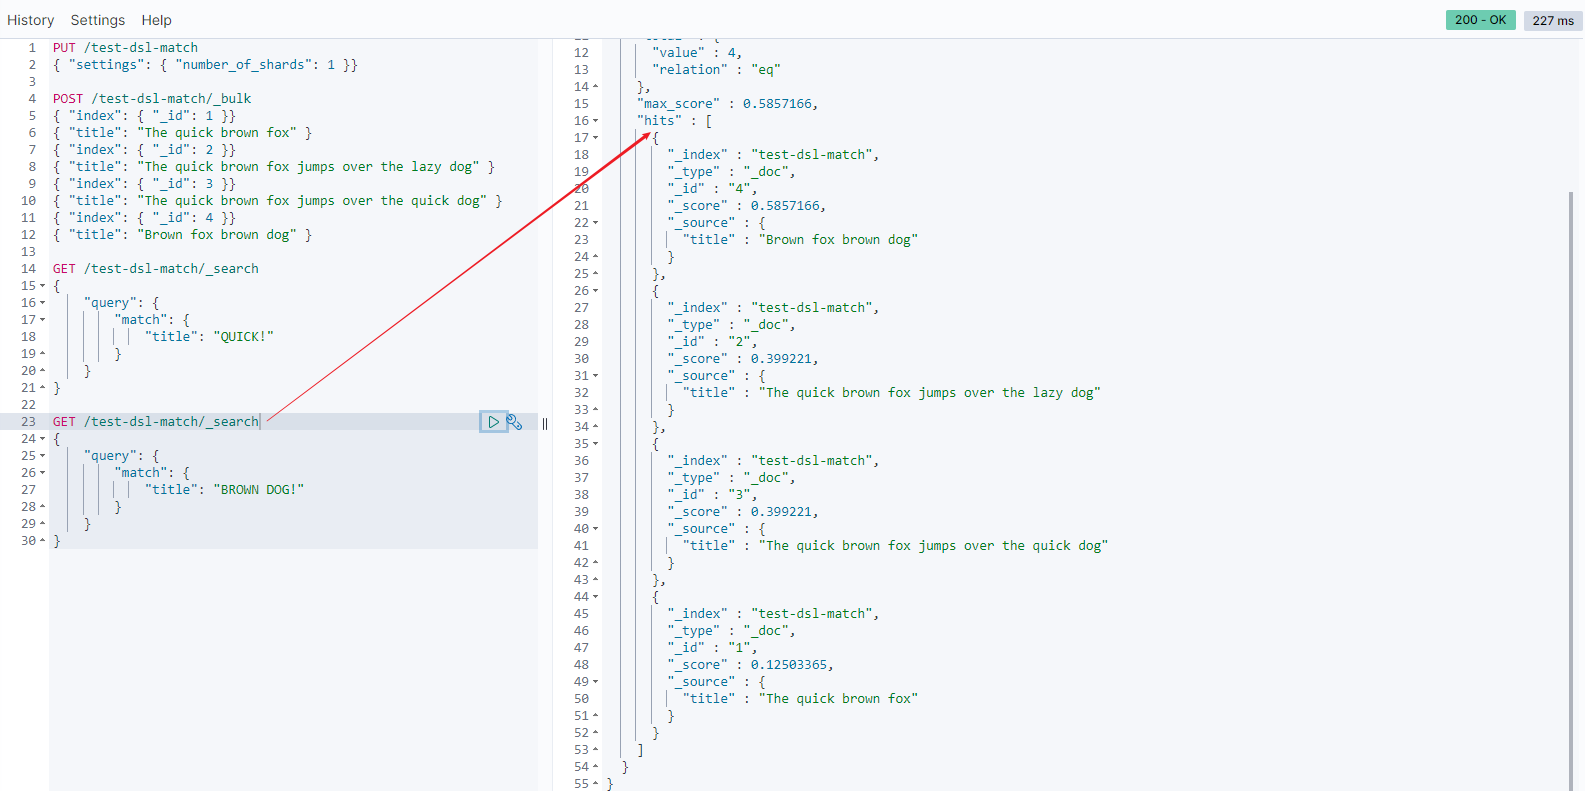 History Settings Help
200 - OK 227 ms
1 PUT /test-dsl-match
2 { "settings": { "number_of_shards": 1 }}
3
4 POST /test-dsl-match/_bulk
5 { "index": { "_id": 1 }}
6 { "title": "The quick brown fox" }
7 { "index": { "_id": 2 }}
8 { "title": "The quick brown fox jumps over the lazy dog" }
9 { "index": { "_id": 3 }}
10 { "title": "The quick brown fox jumps over the quick dog" }
11 { "index": { "_id": 4 }}
12 { "title": "Brown fox brown dog" }
13
14 GET /test-dsl-match/_search
15 {
16 "query": {
17 "match": {
18 "title": "QUICK!"
19 }
20 }
21 }
22
23 GET /test-dsl-match/_search
24 {
25 "query": {
26 "match": {
27 "title": "BROWN DOG!"
28 }
29 }
30 }
12 "value" : 4,
13 "relation" : "eq"
14 },
15 "max_score" : 0.5857166,
16 "hits" : [
17 {
18 "_index" : "test-dsl-match",
19 "_type" : "_doc",
20 "_id" : "4",
21 "_score" : 0.5857166,
22 "_source" : {
23 "title" : "Brown fox brown dog"
24 }
25 },
26 {
27 "_index" : "test-dsl-match",
28 "_type" : "_doc",
29 "_id" : "2",
30 "_score" : 0.399221,
31 "_source" : {
32 "title" : "The quick brown fox jumps over the lazy dog"
33 }
34 },
35 {
36 "_index" : "test-dsl-match",
37 "_type" : "_doc",
38 "_id" : "3",
39 "_score" : 0.399221,
40 "_source" : {
41 "title" : "The quick brown fox jumps over the quick dog"
42 }
43 },
44 {
45 "_index" : "test-dsl-match",
46 "_type" : "_doc",
47 "_id" : "1",
48 "_score" : 0.12503365,
49 "_source" : {
50 "title" : "The quick brown fox"
51 }
52 }
53 ]
54 }
55 }